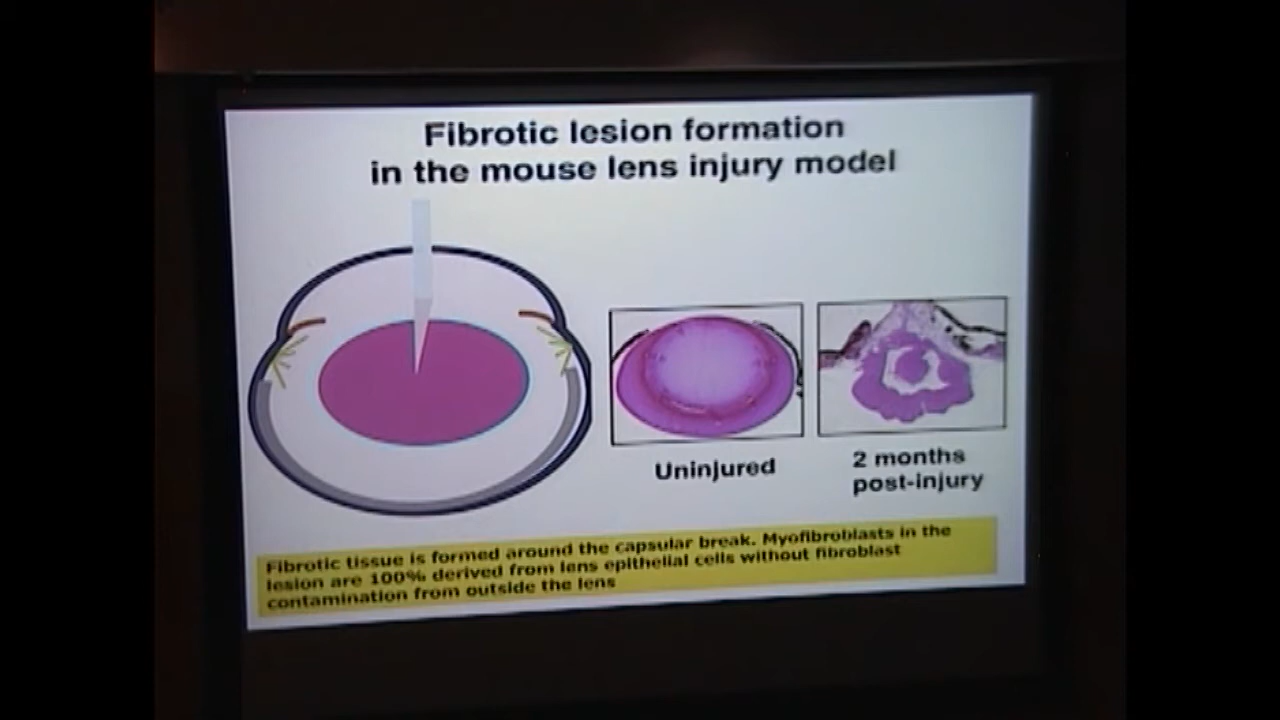 Fibrotic lesion formation
in the mouse lens injury model
Uninjured
2 months
post-injury
Fibrotic tissue is formed around the capsular break. Myofibroblasts in the
lesion are 100% derived from lens epithelial cells without fibroblast
contamination from outside the lens